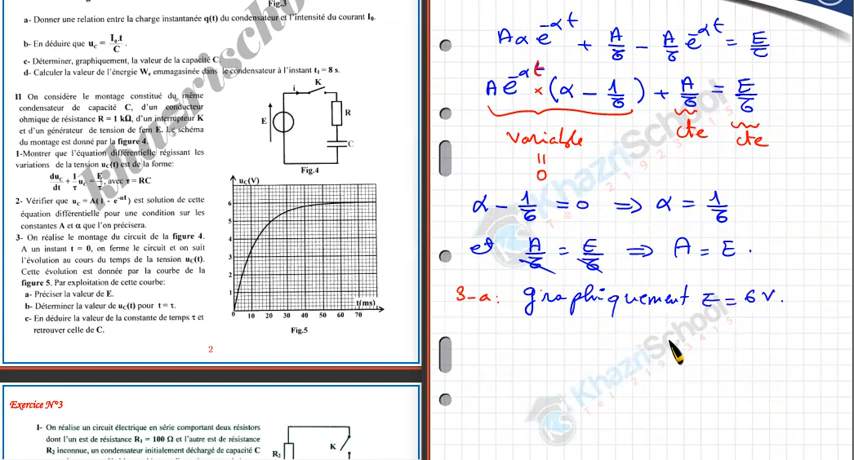 Fig.3
a- Donner une relation entre la charge instantanée q(t) du condensateur et l'intensité du courant I₀.
b- En déduire que u_c = I₀.t / C .
c- Déterminer, graphiquement, la valeur de la capacité C.
d- Calculer la valeur de l'énergie Wₑ emmagasinée dans le condensateur à l'instant t₁ = 8 s.
II On considère le montage constitué du même
condensateur de capacité C, d'un conducteur
ohmique de résistance R = 1 kΩ, d'un interrupteur K
et d'un générateur de tension de fem E. Le schéma
du montage est donné par la figure 4.
1-Montrer que l'équation différentielle régissant les
variations de la tension u_C(t) est de la forme:
du_c/dt + 1/τ u_c = E/τ, avec τ = RC
2- Vérifier que u_c = A(1 - e^-αt) est solution de cette
équation différentielle pour une condition sur les
constantes A et α que l'on précisera.
3- On réalise le montage du circuit de la figure 4.
A un instant t = 0, on ferme le circuit et on suit
l'évolution au cours du temps de la tension u_C(t).
Cette évolution est donnée par la courbe de la
figure 5. Par exploitation de cette courbe:
a- Préciser la valeur de E.
b- Déterminer la valeur de u_C(t) pour t = τ.
c- En déduire la valeur de la constante de temps τ et
retrouver celle de C.
K
i
E
R
C
Fig.4
u_C(V)
6
5
4
3
2
1
0 10 20 30 40 50 60 70
t(ms)
Fig.5
2
Exercice N°3
I- On réalise un circuit électrique en série comportant deux résistors
dont l'un est de résistance R₁ = 100 Ω et l'autre est de résistance
R₂ inconnue, un condensateur initialement déchargé de capacité C
R₂
K
Aα e^-αt + A/τ - A/τ e^-αt = E/τ
A e^-αt × (α - 1/τ) + A/τ = E/τ
variable
cte
cte
=
0
α - 1/τ = 0 ⟹ α = 1/τ
et A/τ = E/τ ⟹ A = E.
3-a: graphiquement E = 6V.
KhazriSchool
KhazriSchool